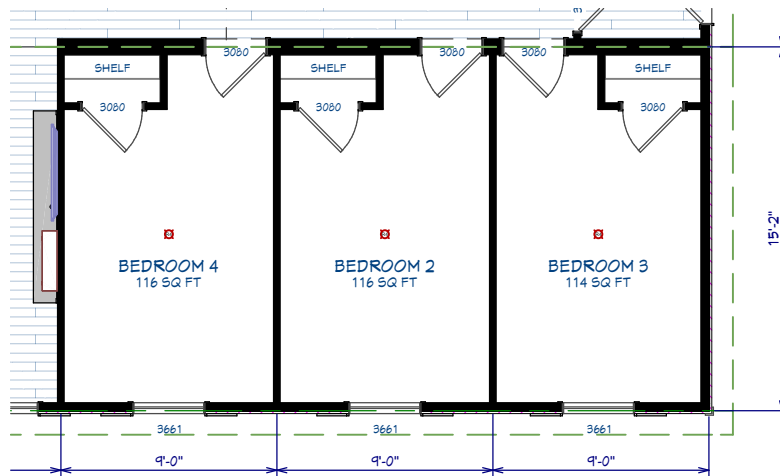 3080
3080
3080
SHELF
SHELF
SHELF
3080
3080
3080
15'-2"
BEDROOM 4
116 SQ FT
BEDROOM 2
116 SQ FT
BEDROOM 3
114 SQ FT
3661
3661
3661
9'-0"
9'-0"
9'-0"